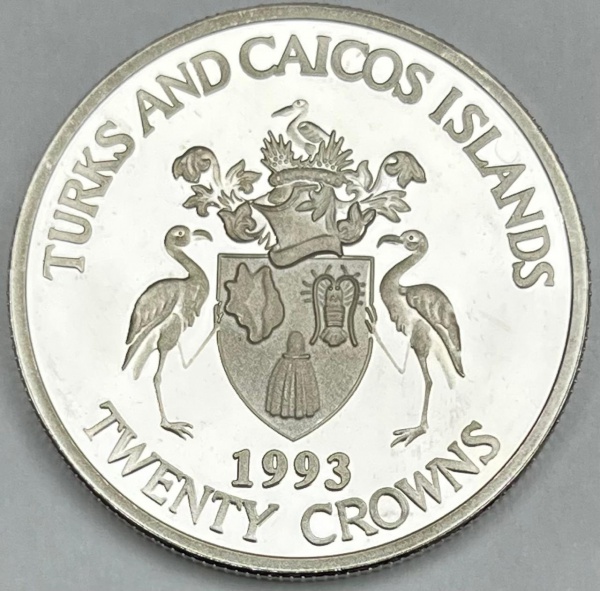 TURKS AND CAICOS ISLANDS
1993
TWENTY CROWNS